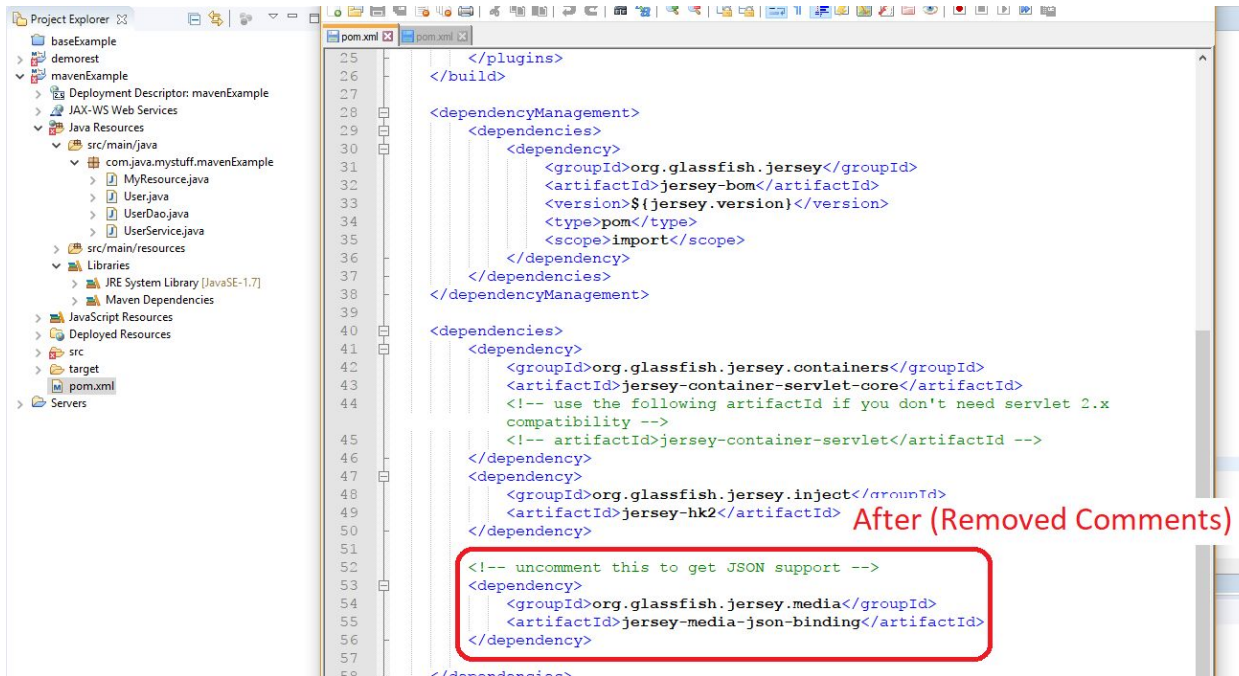 Project Explorer
baseExample
demorest
mavenExample
Deployment Descriptor: mavenExample
JAX-WS Web Services
Java Resources
src/main/java
com.java.mystuff.mavenExample
MyResource.java
User.java
UserDao.java
UserService.java
src/main/resources
Libraries
JRE System Library [JavaSE-1.7]
Maven Dependencies
JavaScript Resources
Deployed Resources
src
target
pom.xml
Servers
pom.xml pom.xml
25 </plugins>
26 </build>
27
28 <dependencyManagement>
29 <dependencies>
30 <dependency>
31 <groupId>org.glassfish.jersey</groupId>
32 <artifactId>jersey-bom</artifactId>
33 <version>${jersey.version}</version>
34 <type>pom</type>
35 <scope>import</scope>
36 </dependency>
37 </dependencies>
38 </dependencyManagement>
39
40 <dependencies>
41 <dependency>
42 <groupId>org.glassfish.jersey.containers</groupId>
43 <artifactId>jersey-container-servlet-core</artifactId>
44 <!-- use the following artifactId if you don't need servlet 2.x
compatibility -->
45 <!-- artifactId>jersey-container-servlet</artifactId -->
46 </dependency>
47 <dependency>
48 <groupId>org.glassfish.jersey.inject</groupId>
49 <artifactId>jersey-hk2</artifactId>
After (Removed Comments)
50 </dependency>
51
52 <!-- uncomment this to get JSON support -->
53 <dependency>
54 <groupId>org.glassfish.jersey.media</groupId>
55 <artifactId>jersey-media-json-binding</artifactId>
56 </dependency>
57
58 </dependencies>